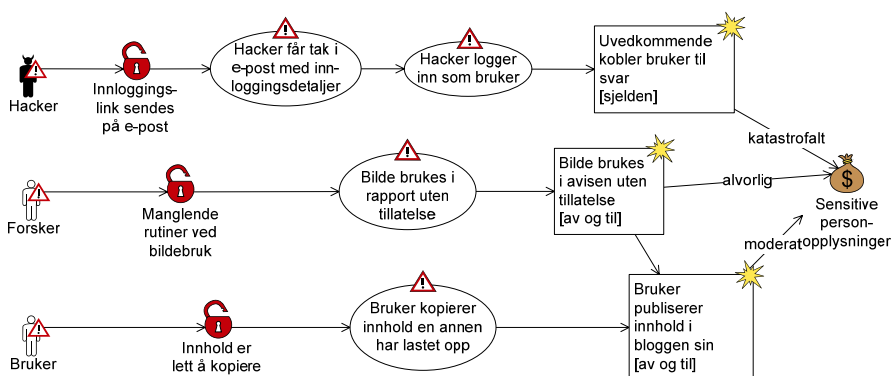 Hacker
Innloggings-
link sendes
på e-post
Hacker får tak i
e-post med inn-
loggingsdetaljer
Hacker logger
inn som bruker
Uvedkommende
kobler bruker til
svar
[sjelden]
katastrofalt
Forsker
Manglende
rutiner ved
bildebruk
Bilde brukes i
rapport uten
tillatelse
Bilde brukes
i avisen uten
tillatelse
[av og til]
alvorlig
$
Sensitive
person-
opplysninger
moderat
Bruker
Innhold er
lett å kopiere
Bruker kopierer
innhold en annen
har lastet opp
Bruker
publiserer
innhold i
bloggen sin
[av og til]